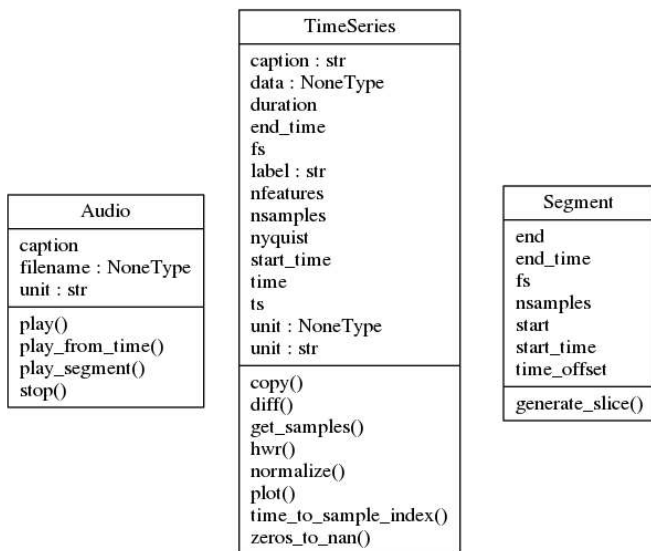 Audio
caption
filename : NoneType
unit : str
play()
play_from_time()
play_segment()
stop()
TimeSeries
caption : str
data : NoneType
duration
end_time
fs
label : str
nfeatures
nsamples
nyquist
start_time
time
ts
unit : NoneType
unit : str
copy()
diff()
get_samples()
hwr()
normalize()
plot()
time_to_sample_index()
zeros_to_nan()
Segment
end
end_time
fs
nsamples
start
start_time
time_offset
generate_slice()